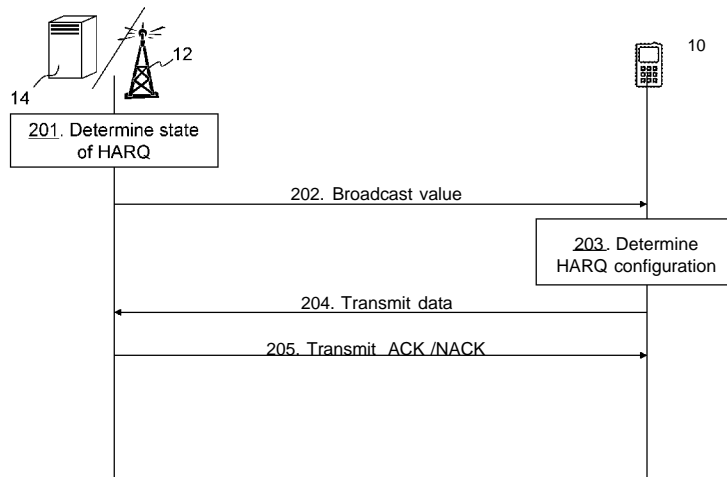 12
10
14
201. Determine state
of HARQ
202. Broadcast value
203. Determine
HARQ configuration
204. Transmit data
205. Transmit ACK /NACK